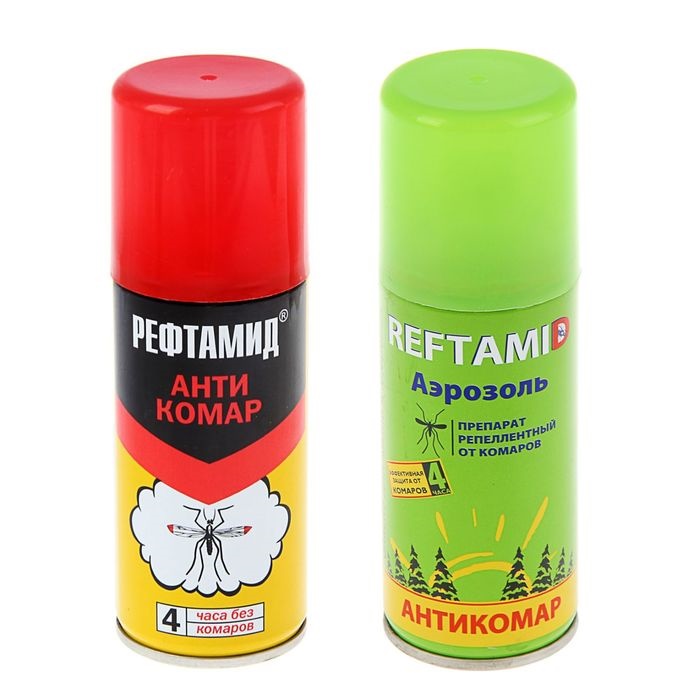 РЕФТАМИД®
АНТИ
КОМАР
4 часа без
комаров
REFTAMID
Аэрозоль
ПРЕПАРАТ
РЕПЕЛЛЕНТНЫЙ
ОТ КОМАРОВ
ЭФФЕКТИВНАЯ
ЗАЩИТА ОТ
КОМАРОВ 4 ЧАСА
АНТИКОМАР